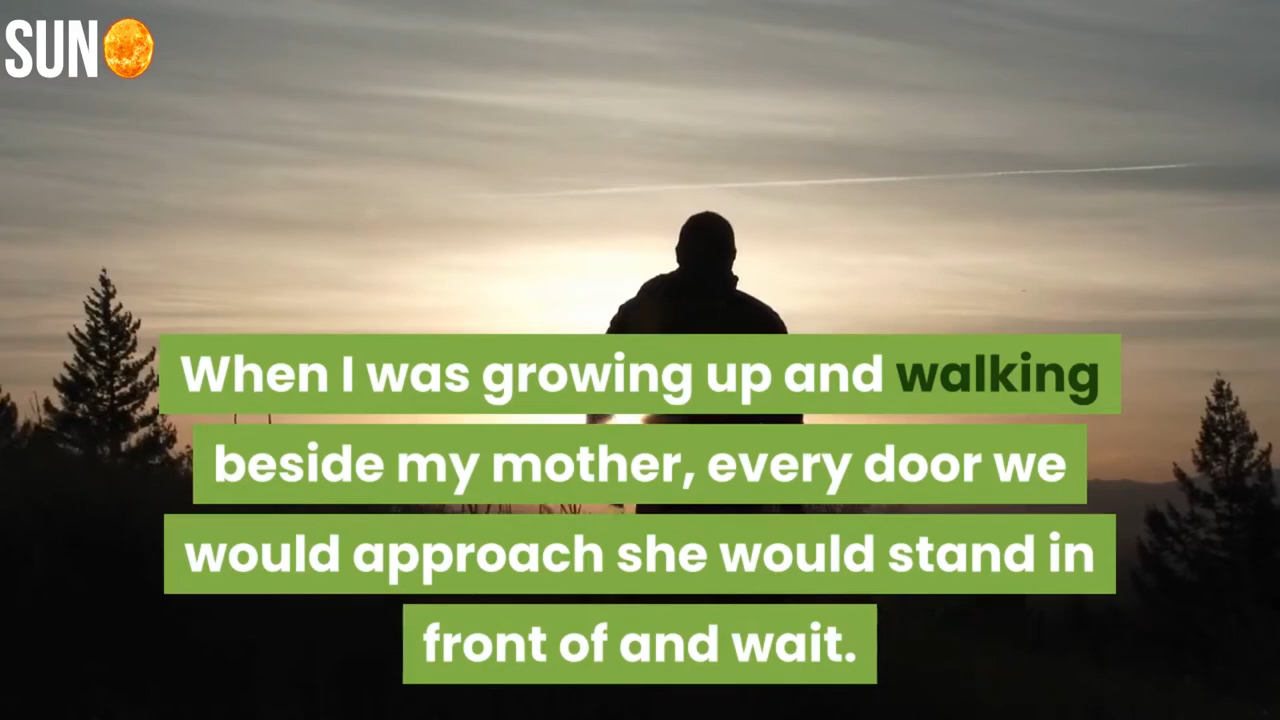 SUN
When I was growing up and walking
beside my mother, every door we
would approach she would stand in
front of and wait.